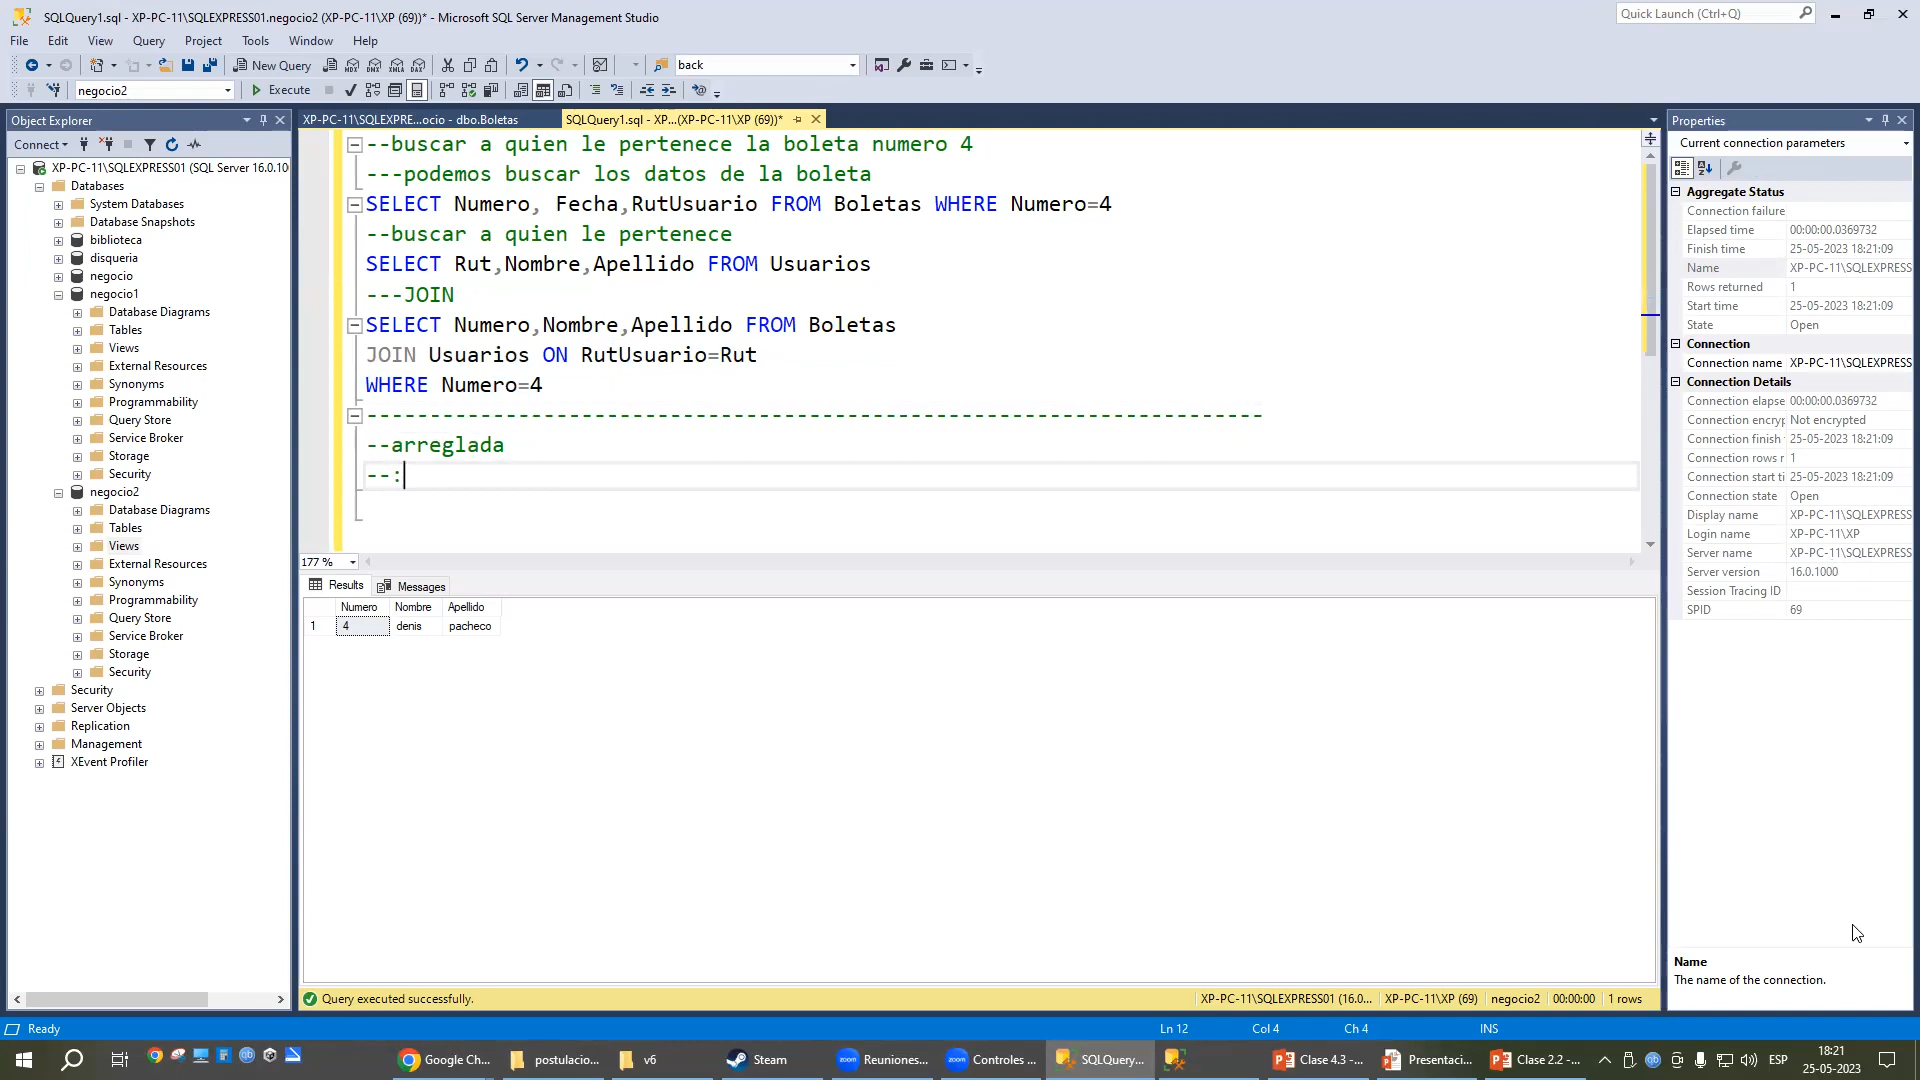 SQLQuery1.sql - XP-PC-11\SQLEXPRESS01.negocio2 (XP-PC-11\XP (69))* - Microsoft SQL Server Management Studio
Quick Launch (Ctrl+Q)
File Edit View Query Project Tools Window Help
New Query
back
negocio2
Execute
Object Explorer
Connect
XP-PC-11\SQLEXPRESS01 (SQL Server 16.0.10
Databases
System Databases
Database Snapshots
biblioteca
disqueria
negocio
negocio1
Database Diagrams
Tables
Views
External Resources
Synonyms
Programmability
Query Store
Service Broker
Storage
Security
negocio2
Database Diagrams
Tables
Views
External Resources
Synonyms
Programmability
Query Store
Service Broker
Storage
Security
Security
Server Objects
Replication
Management
XEvent Profiler
XP-PC-11\SQLEXPRE...ocio - dbo.Boletas
SQLQuery1.sql - XP...(XP-PC-11\XP (69))*
--buscar a quien le pertenece la boleta numero 4
---podemos buscar los datos de la boleta
SELECT Numero, Fecha,RutUsuario FROM Boletas WHERE Numero=4
--buscar a quien le pertenece
SELECT Rut,Nombre,Apellido FROM Usuarios
---JOIN
SELECT Numero,Nombre,Apellido FROM Boletas
JOIN Usuarios ON RutUsuario=Rut
WHERE Numero=4
-----------------------------------------------------------------------
--arreglada
--:
177 %
Results Messages
Numero Nombre Apellido
1 4 denis pacheco
Query executed successfully.
XP-PC-11\SQLEXPRESS01 (16.0... XP-PC-11\XP (69) negocio2 00:00:00 1 rows
Properties
Current connection parameters
Aggregate Status
Connection failure
Elapsed time 00:00:00.0369732
Finish time 25-05-2023 18:21:09
Name XP-PC-11\SQLEXPRESS
Rows returned 1
Start time 25-05-2023 18:21:09
State Open
Connection
Connection name XP-PC-11\SQLEXPRESS
Connection Details
Connection elapse 00:00:00.0369732
Connection encryp Not encrypted
Connection finish 25-05-2023 18:21:09
Connection rows r 1
Connection start ti 25-05-2023 18:21:09
Connection state Open
Display name XP-PC-11\SQLEXPRESS
Login name XP-PC-11\XP
Server name XP-PC-11\SQLEXPRESS
Server version 16.0.1000
Session Tracing ID
SPID 69
Name
The name of the connection.
Ready
Ln 12 Col 4 Ch 4 INS
Google Ch... postulacio... v6 Steam Reuniones... Controles ... SQLQuery... Clase 4.3 -... Presentaci... Clase 2.2 -...
ESP
18:21
25-05-2023